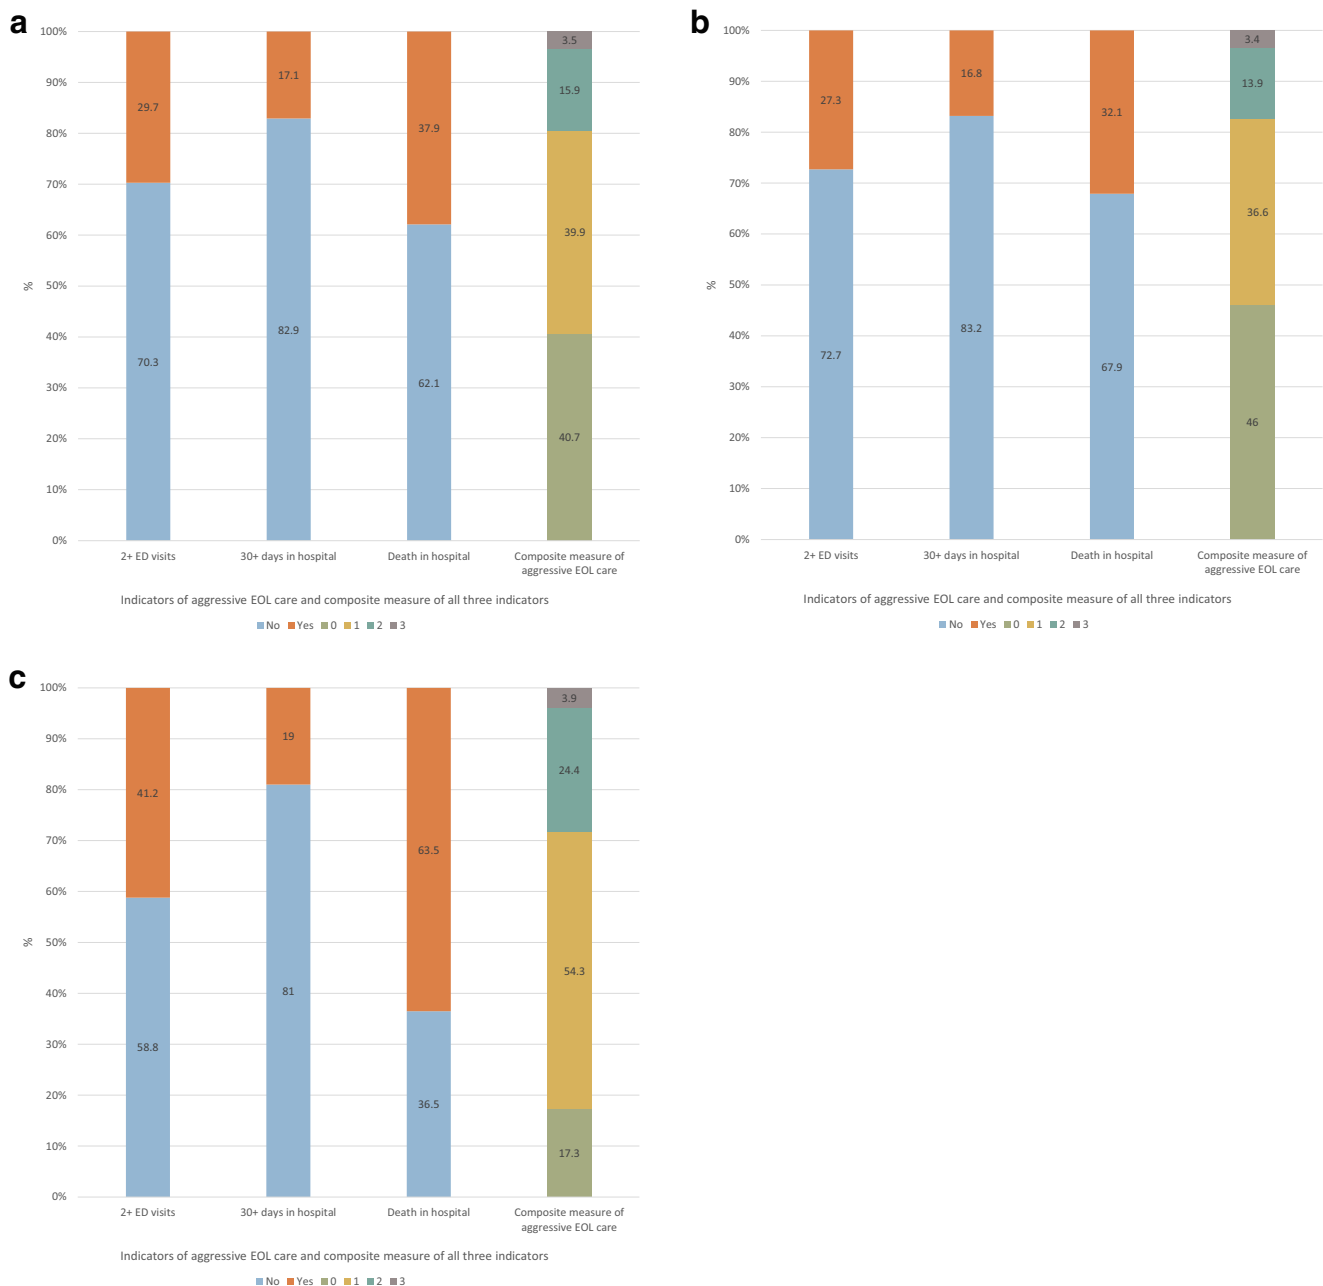 a
100%
90%
80%
70%
60%
50%
40%
30%
20%
10%
0%
%
29.7
70.3
17.1
82.9
37.9
62.1
3.5
15.9
39.9
40.7
2+ ED visits
30+ days in hospital
Death in hospital
Composite measure of
aggressive EOL care
Indicators of aggressive EOL care and composite measure of all three indicators
No Yes 0 1 2 3
b
100%
90%
80%
70%
60%
50%
40%
30%
20%
10%
0%
%
27.3
72.7
16.8
83.2
32.1
67.9
3.4
13.9
36.6
46
2+ ED visits
30+ days in hospital
Death in hospital
Composite measure of
aggressive EOL care
Indicators of aggressive EOL care and composite measure of all three indicators
No Yes 0 1 2 3
c
100%
90%
80%
70%
60%
50%
40%
30%
20%
10%
0%
%
41.2
58.8
19
81
63.5
36.5
3.9
24.4
54.3
17.3
2+ ED visits
30+ days in hospital
Death in hospital
Composite measure of
aggressive EOL care
Indicators of aggressive EOL care and composite measure of all three indicators
No Yes 0 1 2 3